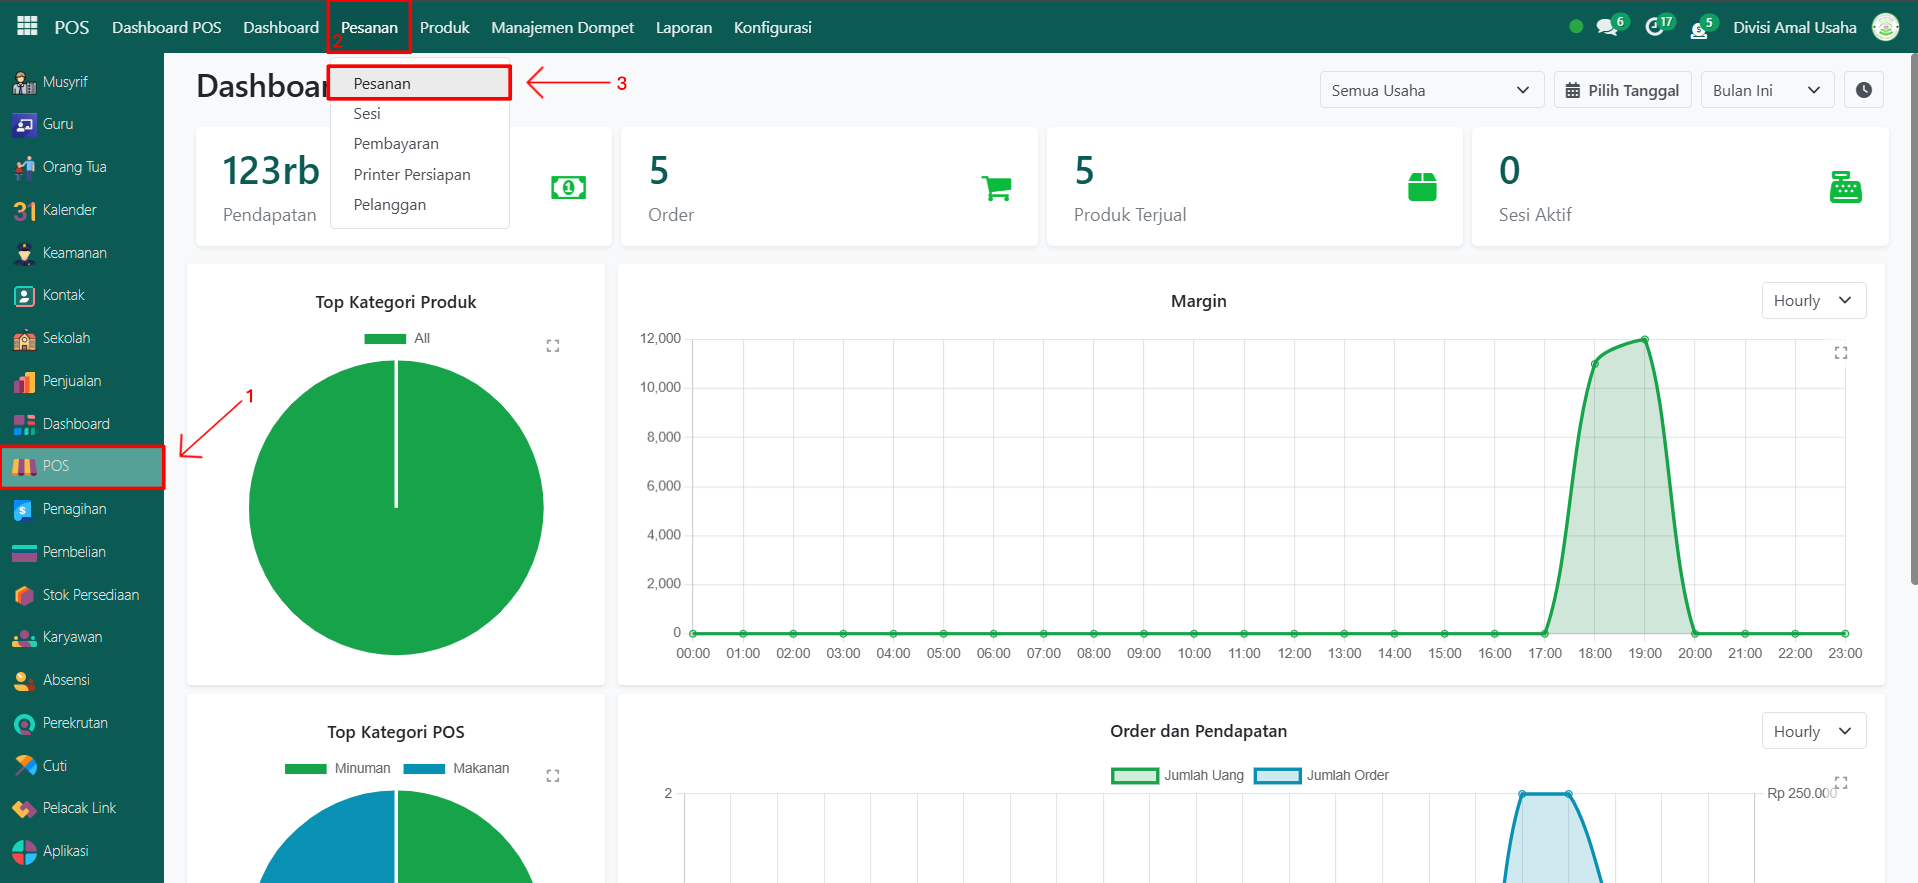 POS Dashboard POS Dashboard Pesanan Produk Manajemen Dompet Laporan Konfigurasi 6 17 5 Divisi Amal Usaha
2
Musyrif
Guru
Orang Tua
31 Kalender
Keamanan
Kontak
Sekolah
Penjualan
Dashboard
POS
Penagihan
Pembelian
Stok Persediaan
Karyawan
Absensi
Perekrutan
Cuti
Pelacak Link
Aplikasi
1
Pesanan
Sesi
Pembayaran
Printer Persiapan
Pelanggan
3
Semua Usaha Pilih Tanggal Bulan Ini
123rb
Pendapatan
5
Order
5
Produk Terjual
0
Sesi Aktif
Top Kategori Produk
All
Margin
Hourly
12,000
10,000
8,000
6,000
4,000
2,000
0
00:00 01:00 02:00 03:00 04:00 05:00 06:00 07:00 08:00 09:00 10:00 11:00 12:00 13:00 14:00 15:00 16:00 17:00 18:00 19:00 20:00 21:00 22:00 23:00
Top Kategori POS
Minuman Makanan
Order dan Pendapatan
Hourly
Jumlah Uang Jumlah Order
2
Rp 250.000